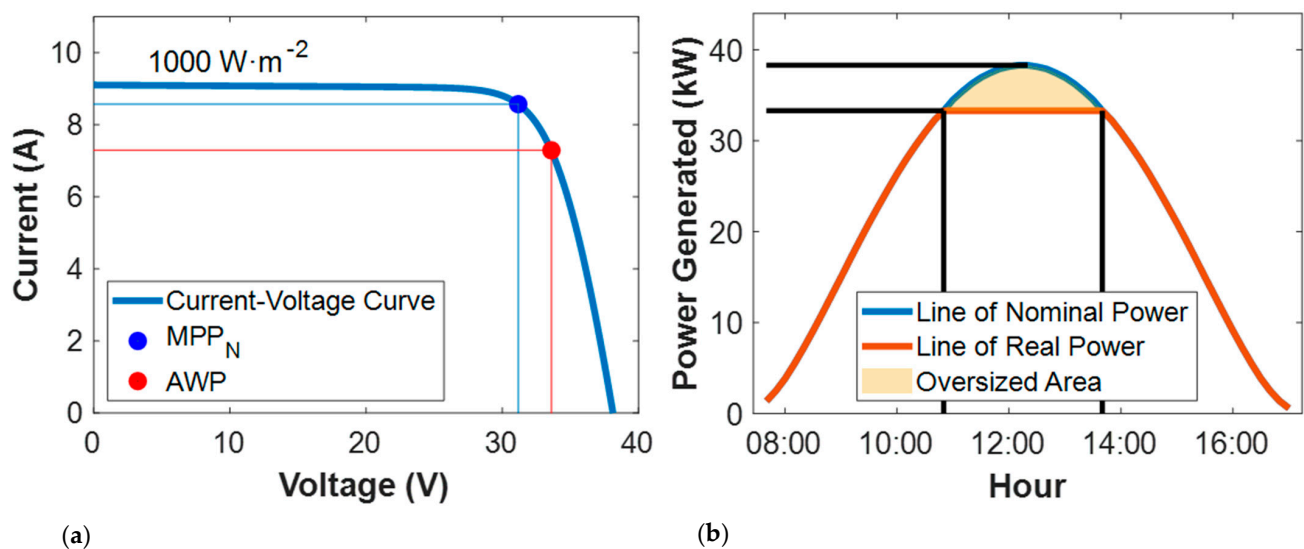 1000 W·m⁻²
Current (A)
10
8
6
4
2
0
Current-Voltage Curve
MPP_N
AWP
0
10
20
30
40
Voltage (V)
(a)
Power Generated (kW)
40
30
20
10
0
Line of Nominal Power
Line of Real Power
Oversized Area
08:00
10:00
12:00
14:00
16:00
Hour
(b)